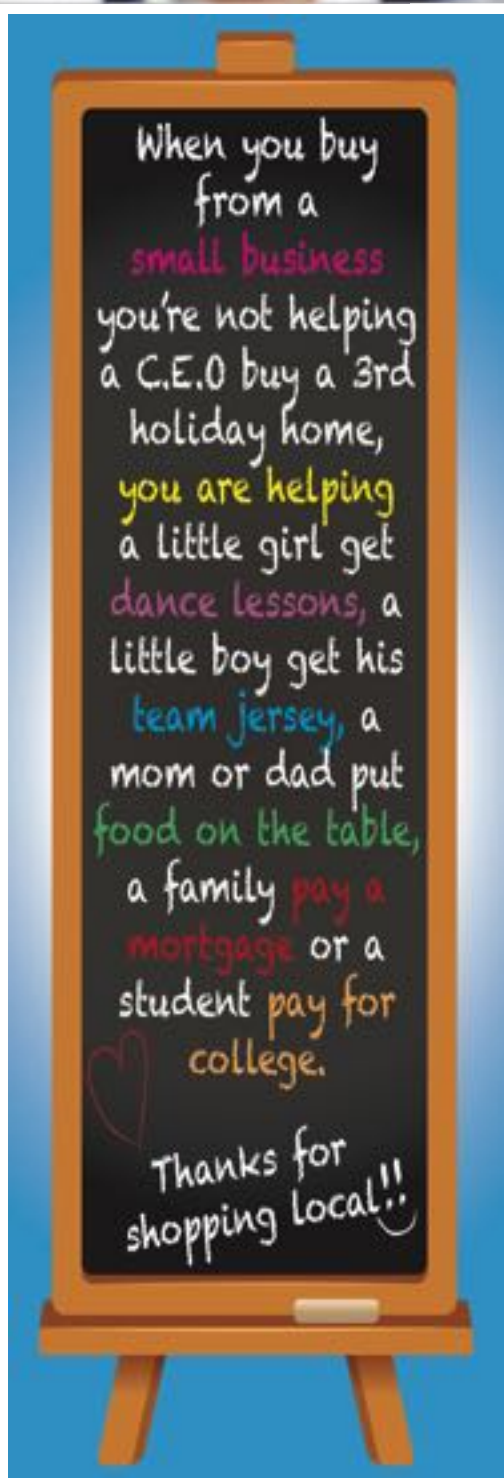 When you buy
from a
small business
you're not helping
a C.E.O buy a 3rd
holiday home,
you are helping
a little girl get
dance lessons, a
little boy get his
team jersey, a
mom or dad put
food on the table,
a family pay a
mortgage or a
student pay for
college.
Thanks for
shopping local!!